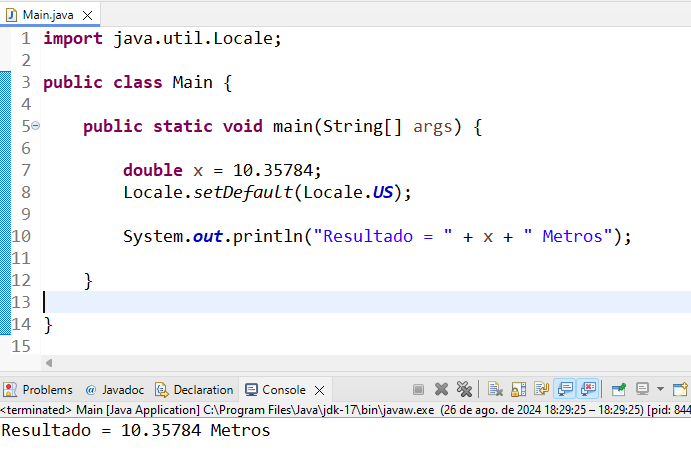 Main.java
1 import java.util.Locale;
2
3 public class Main {
4
5 public static void main(String[] args) {
6
7 double x = 10.35784;
8 Locale.setDefault(Locale.US);
9
10 System.out.println("Resultado = " + x + " Metros");
11
12 }
13
14 }
15
Problems @ Javadoc Declaration Console
<terminated> Main [Java Application] C:\Program Files\Java\jdk-17\bin\javaw.exe (26 de ago. de 2024 18:29:25 – 18:29:25) [pid: 844
Resultado = 10.35784 Metros